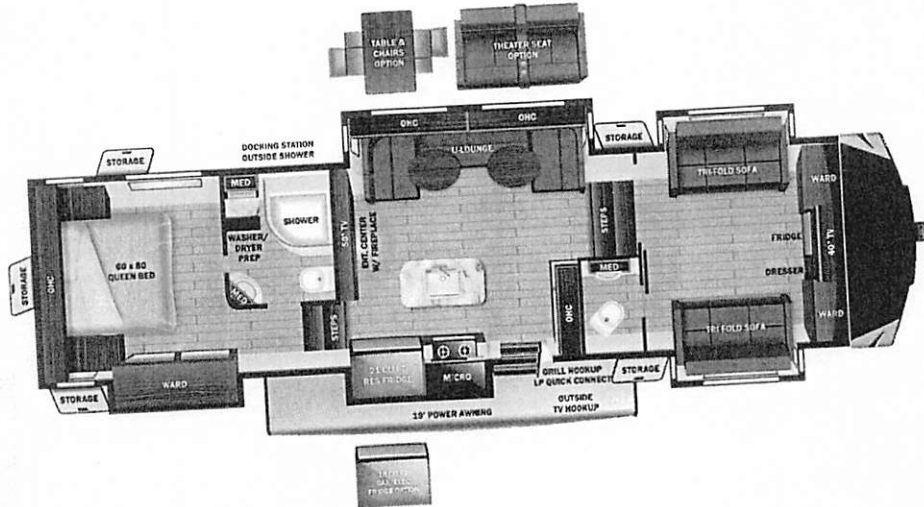 TABLE &
CHAIRS
OPTION
THEATER SEAT
OPTION
OHC
OHC
U-LOUNGE
STORAGE
DOCKING STATION
OUTSIDE SHOWER
STORAGE
TRI-FOLD SOFA
WARD
MED
SHOWER
WASHER/
DRYER
PREP
MED
50" TV
ENT. CENTER
W/ FIREPLACE
STEPS
FRIDGE
40" TV
DRESSER
WARD
60 x 80
QUEEN BED
OHC
STORAGE
STEPS
OHC
MED
TRI FOLD SOFA
WARD
STORAGE
RES FRIDGE
MICRO
GRILL HOOKUP
LP QUICK CONNECT
STORAGE
19' POWER AWNING
OUTSIDE
TV HOOKUP
FRIDGE OPTION